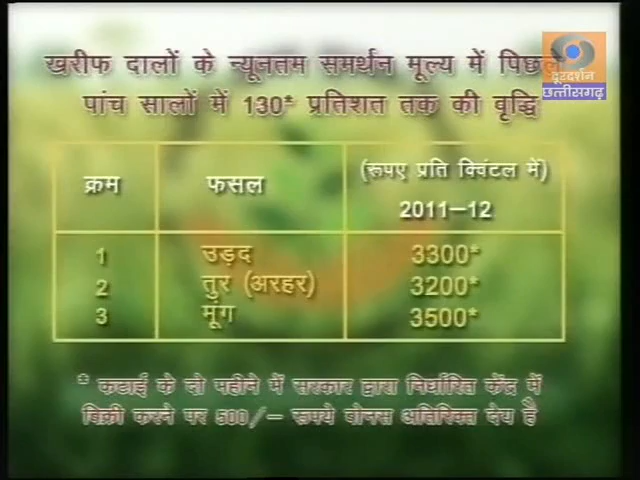 खरीफ दालों के न्यूनतम समर्थन मूल्य में पिछले
पांच सालों में 130* प्रतिशत तक की वृद्धि
दूरदर्शन
छत्तीसगढ़
क्रम फसल (रूपए प्रति क्विंटल में) 2011-12
1 उड़द 3300*
2 तुर (अरहर) 3200*
3 मूंग 3500*
* कटाई के दो महीने में सरकार द्वारा निर्धारित केंद्र में
बिक्री करने पर 500/- रूपये बोनस अतिरिक्त देय है